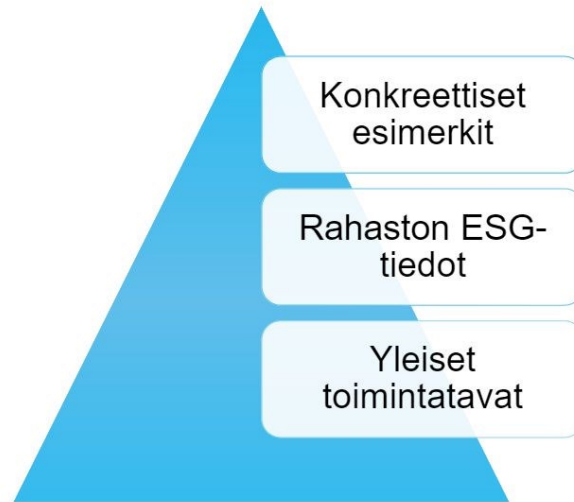 Konkreettiset
esimerkit
Rahaston ESG-
tiedot
Yleiset
toimintatavat